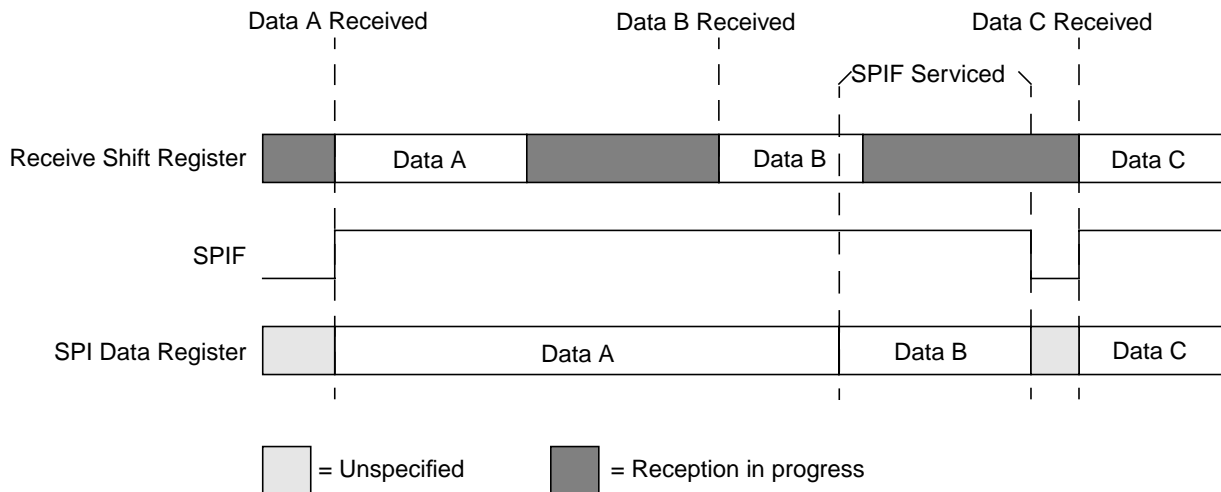 Data A Received
Data B Received
Data C Received
SPIF Serviced
Receive Shift Register
Data A
Data B
Data C
SPIF
SPI Data Register
Data A
Data B
Data C
= Unspecified
= Reception in progress